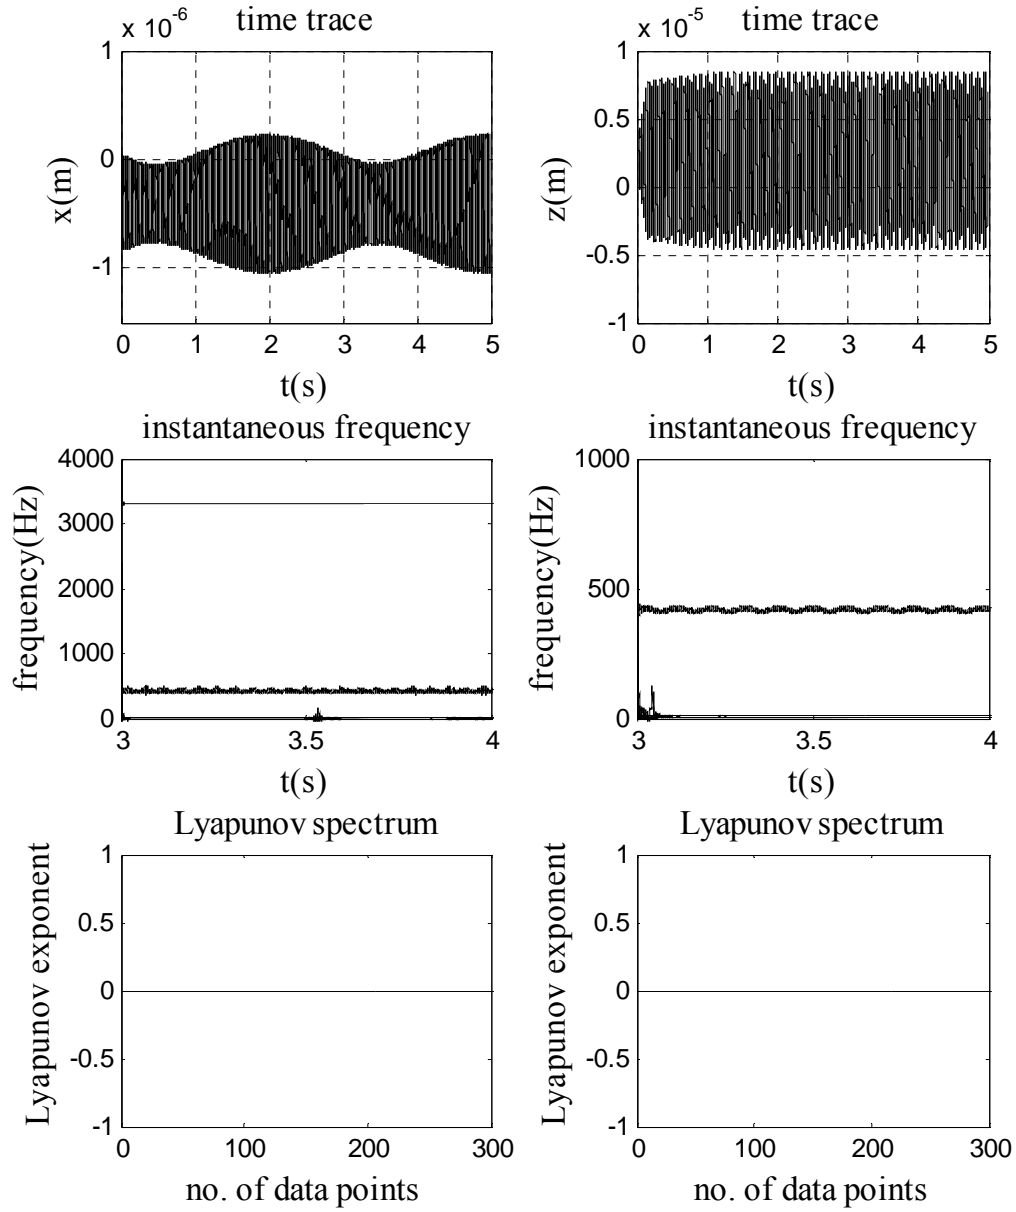 x 10^-6 time trace
1
0
-1
x(m)
0 1 2 3 4 5
t(s)
x 10^-5 time trace
1
0.5
0
-0.5
-1
z(m)
0 1 2 3 4 5
t(s)
instantaneous frequency
4000
3000
2000
1000
0
frequency(Hz)
3 3.5 4
t(s)
instantaneous frequency
1000
500
0
frequency(Hz)
3 3.5 4
t(s)
Lyapunov spectrum
1
0.5
0
-0.5
-1
Lyapunov exponent
0 100 200 300
no. of data points
Lyapunov spectrum
1
0.5
0
-0.5
-1
Lyapunov exponent
0 100 200 300
no. of data points